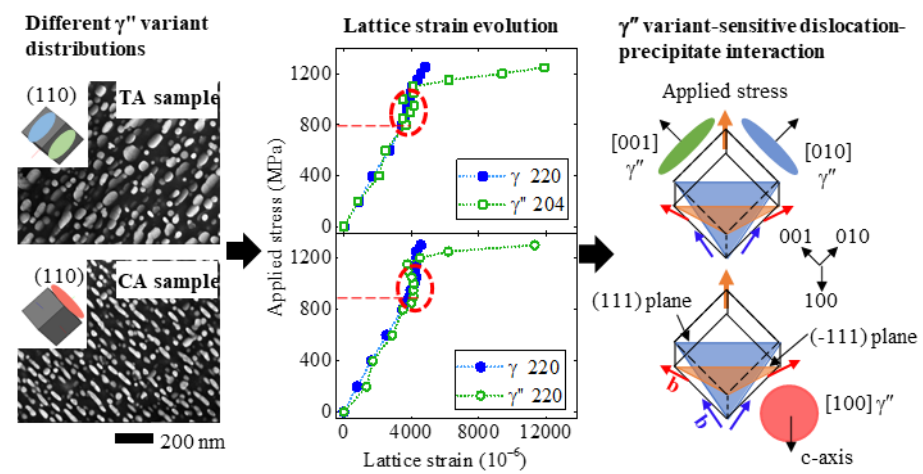 Different γ″ variant
distributions
(110)
TA sample
(110)
CA sample
200 nm
Lattice strain evolution
Applied stress (MPa)
1200
800
400
0
γ 220
γ″ 204
1200
800
400
0
γ 220
γ″ 220
0 4000 8000 12000
Lattice strain (10⁻⁶)
γ″ variant-sensitive dislocation-
precipitate interaction
Applied stress
[001]
γ″
[010]
γ″
001
010
100
(111) plane
(-111) plane
b
b
[100] γ″
c-axis